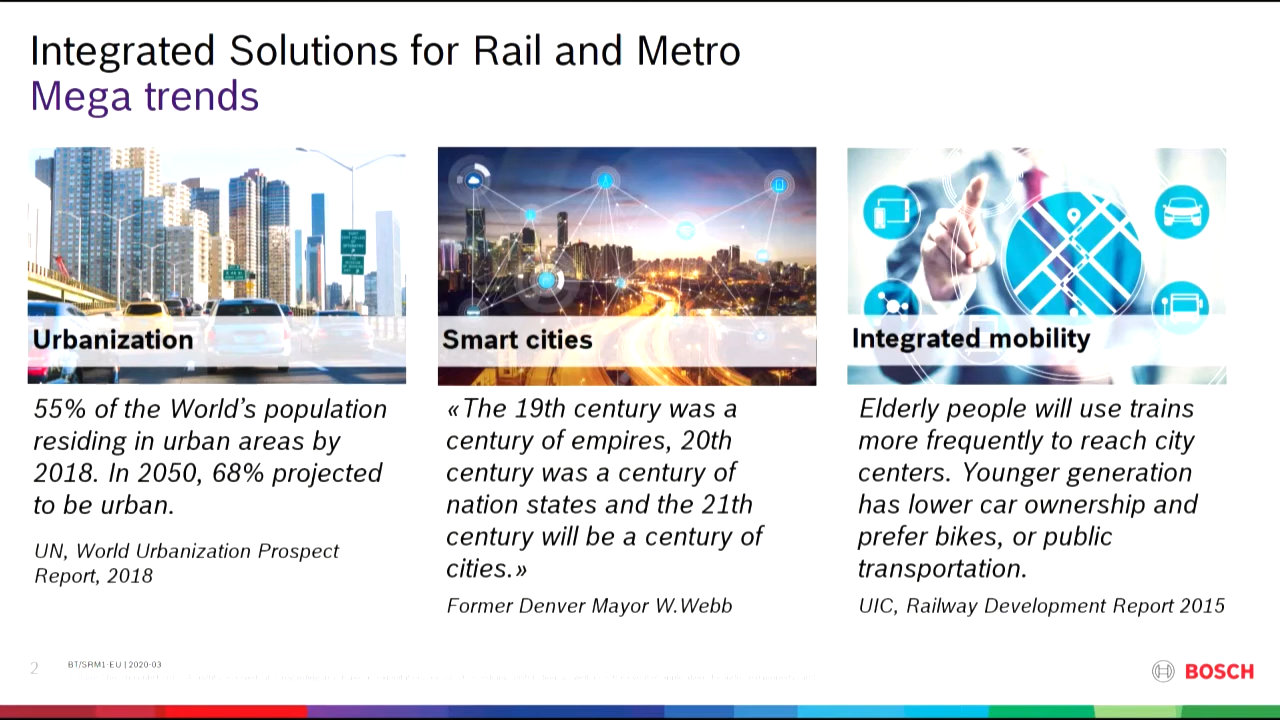 Integrated Solutions for Rail and Metro
Mega trends
Urbanization
55% of the World’s population
residing in urban areas by
2018. In 2050, 68% projected
to be urban.
UN, World Urbanization Prospect
Report, 2018
Smart cities
«The 19th century was a
century of empires, 20th
century was a century of
nation states and the 21th
century will be a century of
cities.»
Former Denver Mayor W.Webb
Integrated mobility
Elderly people will use trains
more frequently to reach city
centers. Younger generation
has lower car ownership and
prefer bikes, or public
transportation.
UIC, Railway Development Report 2015
2
BT/SRM1-EU | 2020-03
BOSCH